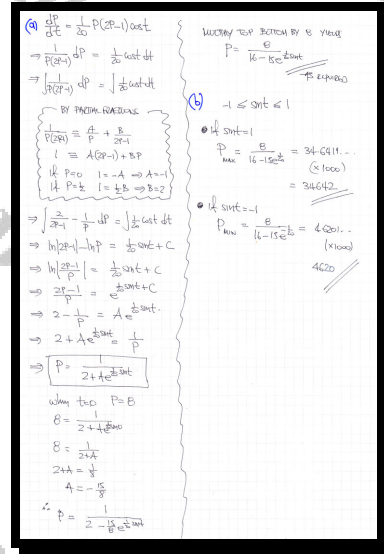 (a) dP/dt = 1/20 P(2P-1) cost
⇒ 1/P(2P-1) dP = 1/20 cost dt
⇒ ∫ 1/P(2P-1) dP = ∫ 1/20 cost dt
BY PARTIAL FRACTIONS
1/P(2P-1) ≡ A/P + B/2P-1
1 ≡ A(2P-1) + BP
If P=0 1=-A ⇒ A=-1
If P=½ 1=½B ⇒ B=2
⇒ ∫ 2/2P-1 - 1/P dP = ∫ 1/20 cost dt
⇒ ln|2P-1| - ln P = 1/20 sint + C
⇒ ln|2P-1/P| = 1/20 sint + C
⇒ 2P-1/P = e^(1/20 sint + C)
⇒ 2 - 1/P = A e^(1/20 sint)
⇒ 2 + A e^(1/20 sint) = 1/P
⇒ P = 1/(2 + A e^(1/20 sint))
when t=0 P=8
8 = 1/(2 + A e^(1/20 sin0))
8 = 1/(2+A)
2+A = 1/8
A = -15/8
∴ P = 1/(2 - 15/8 e^(1/20 sint))
MULTIPLY TOP BOTTOM BY 8 YIELDS
P = 8/(16 - 15e^(1/20 sint))
AS REQUIRED
(b) -1 ≤ sint ≤ 1
• If sint=1
P MAX = 8/(16 - 15e^(1/20)) = 34.6411...
(×1000)
= 34642
• If sint=-1
P MIN = 8/(16 - 15e^(-1/20)) = 4.6201...
(×1000)
4620